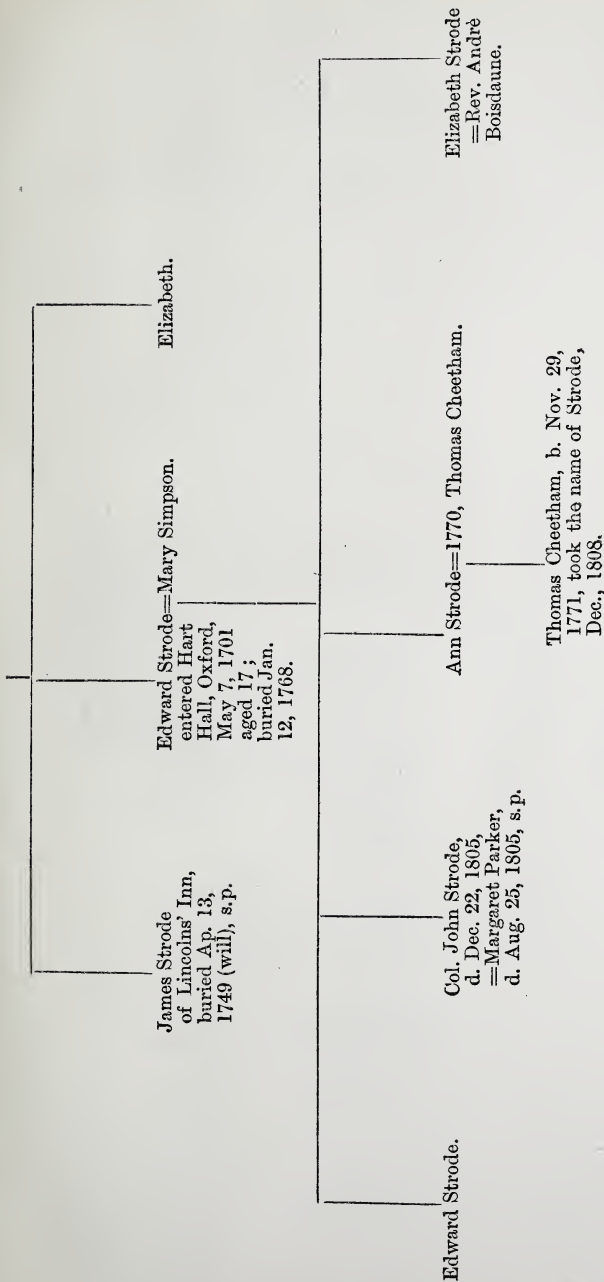 James Strode
of Lincolns' Inn,
buried Ap. 13,
1749 (will), s.p.
Edward Strode=Mary Simpson.
entered Hart
Hall, Oxford,
May 7, 1701
aged 17 ;
buried Jan.
12, 1768.
Elizabeth.
Edward Strode.
Col. John Strode,
d. Dec. 22, 1805,
=Margaret Parker,
d. Aug. 25, 1805, s.p.
Ann Strode=1770, Thomas Cheetham.
Thomas Cheetham, b. Nov. 29,
1771, took the name of Strode,
Dec., 1808.
Elizabeth Strode
=Rev. Andrè
Boisdaune.